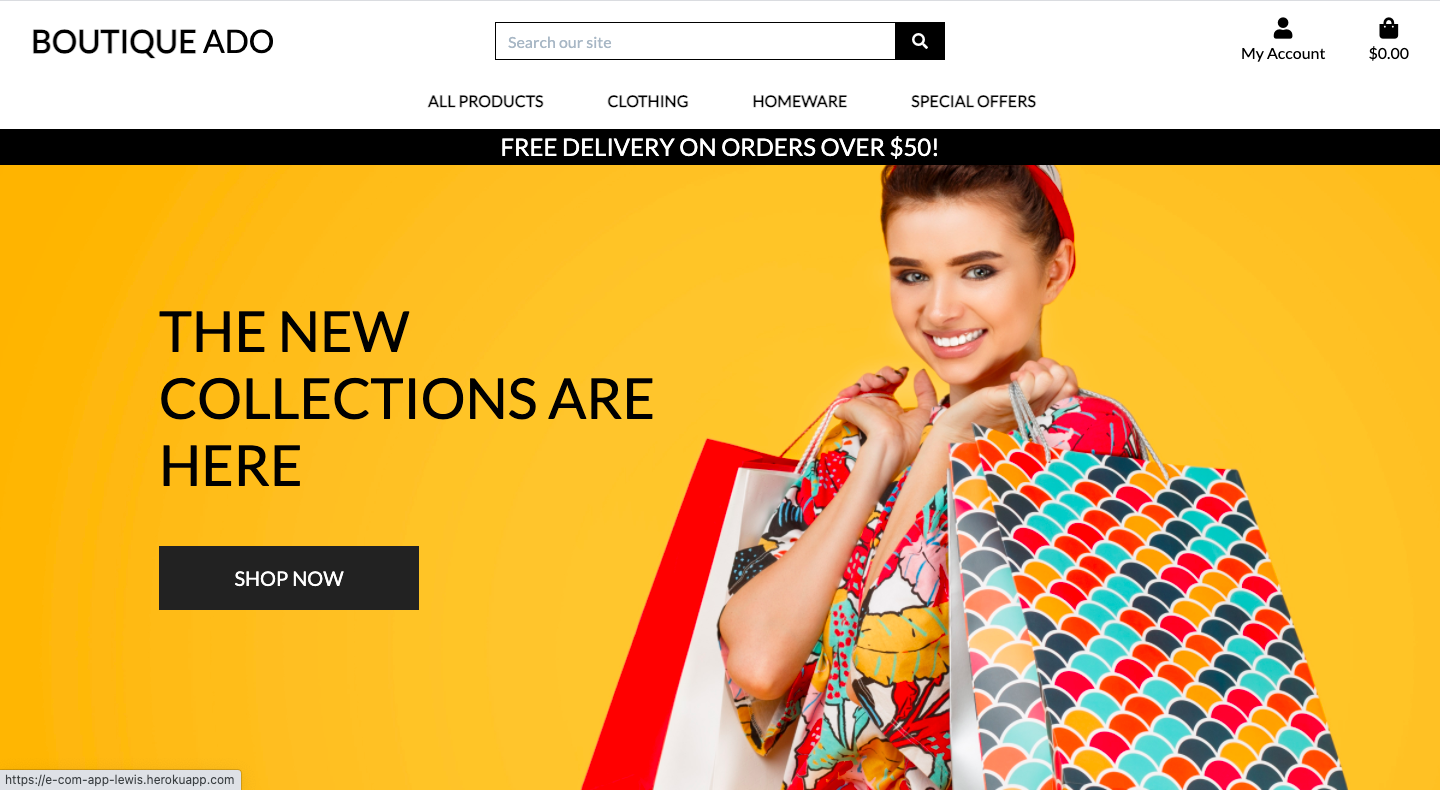 BOUTIQUE ADO
Search our site
My Account
$0.00
ALL PRODUCTS
CLOTHING
HOMEWARE
SPECIAL OFFERS
FREE DELIVERY ON ORDERS OVER $50!
THE NEW
COLLECTIONS ARE
HERE
SHOP NOW
https://e-com-app-lewis.herokuapp.com